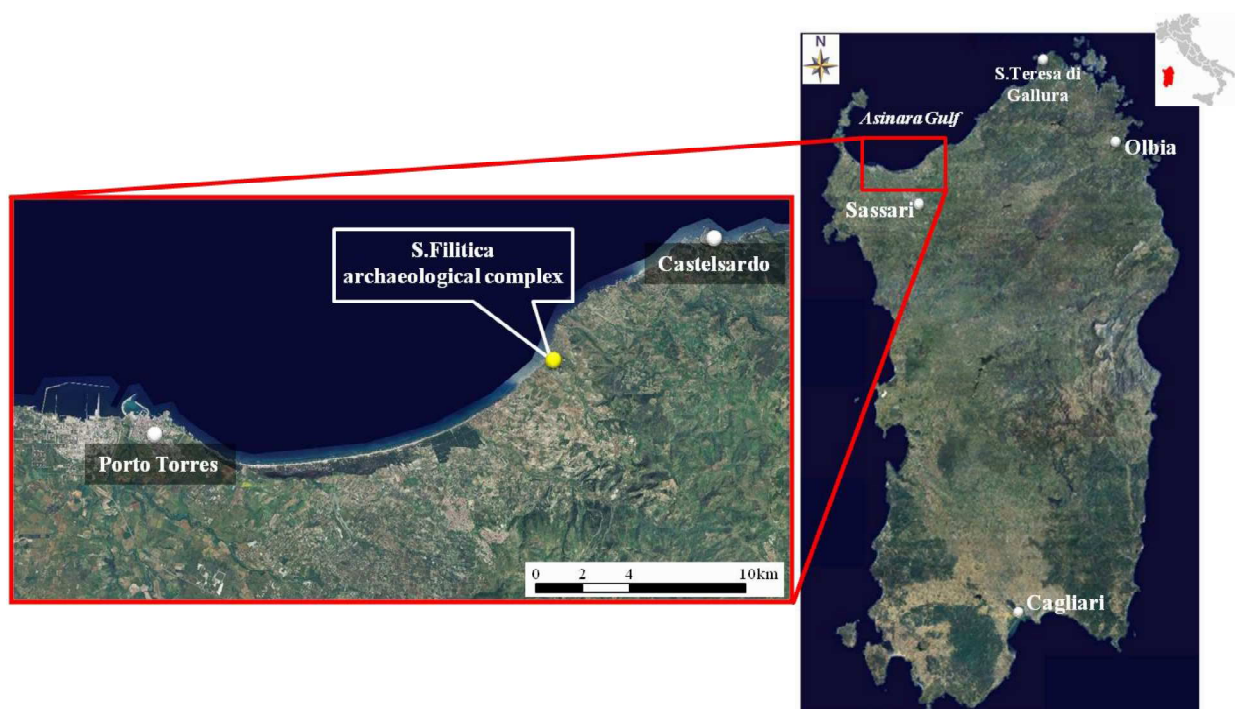 N
S.Teresa di
Gallura
Asinara Gulf
Olbia
Sassari
S.Filitica
archaeological complex
Castelsardo
Porto Torres
0 2 4 10km
Cagliari